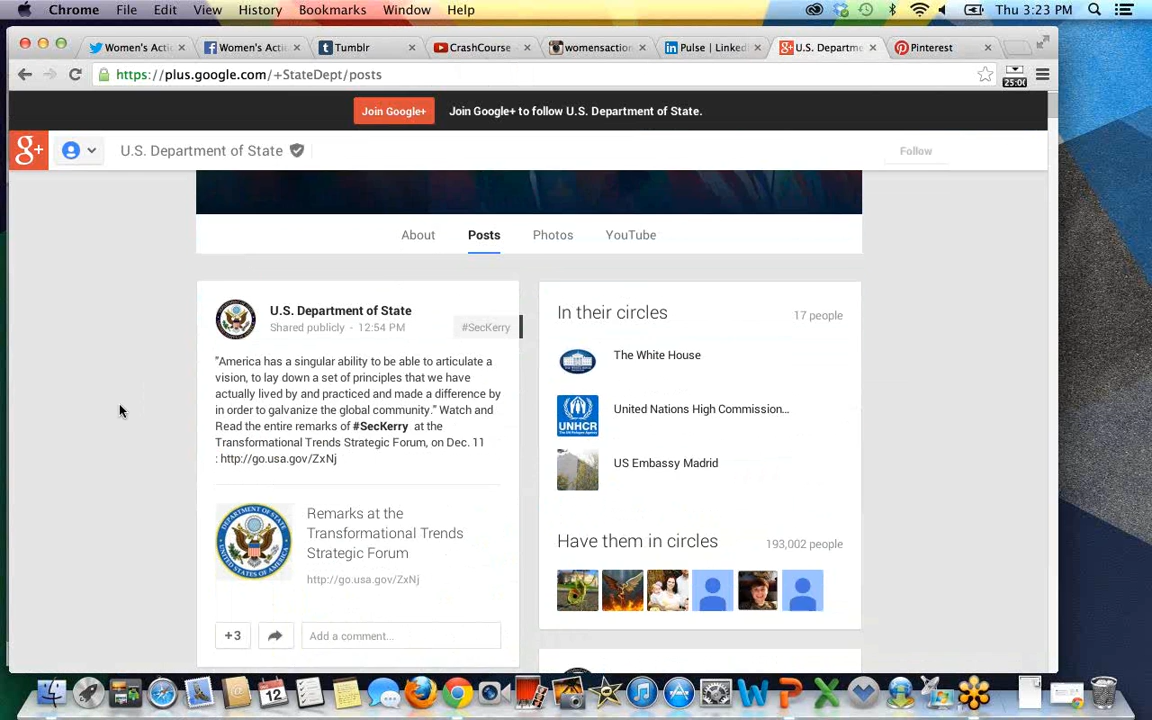 Chrome File Edit View History Bookmarks Window Help Thu 3:23 PM
Women's Acti Women's Acti Tumblr CrashCourse womensaction Pulse | Linked U.S. Departme Pinterest
https://plus.google.com/+StateDept/posts
25:00
Join Google+ Join Google+ to follow U.S. Department of State.
g+ U.S. Department of State Follow
About Posts Photos YouTube
U.S. Department of State
Shared publicly - 12:54 PM
#SecKerry
"America has a singular ability to be able to articulate a
vision, to lay down a set of principles that we have
actually lived by and practiced and made a difference by
in order to galvanize the global community." Watch and
Read the entire remarks of #SecKerry at the
Transformational Trends Strategic Forum, on Dec. 11
: http://go.usa.gov/ZxNj
Remarks at the
Transformational Trends
Strategic Forum
http://go.usa.gov/ZxNj
+3 Add a comment...
In their circles 17 people
The White House
UNHCR
United Nations High Commission...
US Embassy Madrid
Have them in circles 193,002 people
12